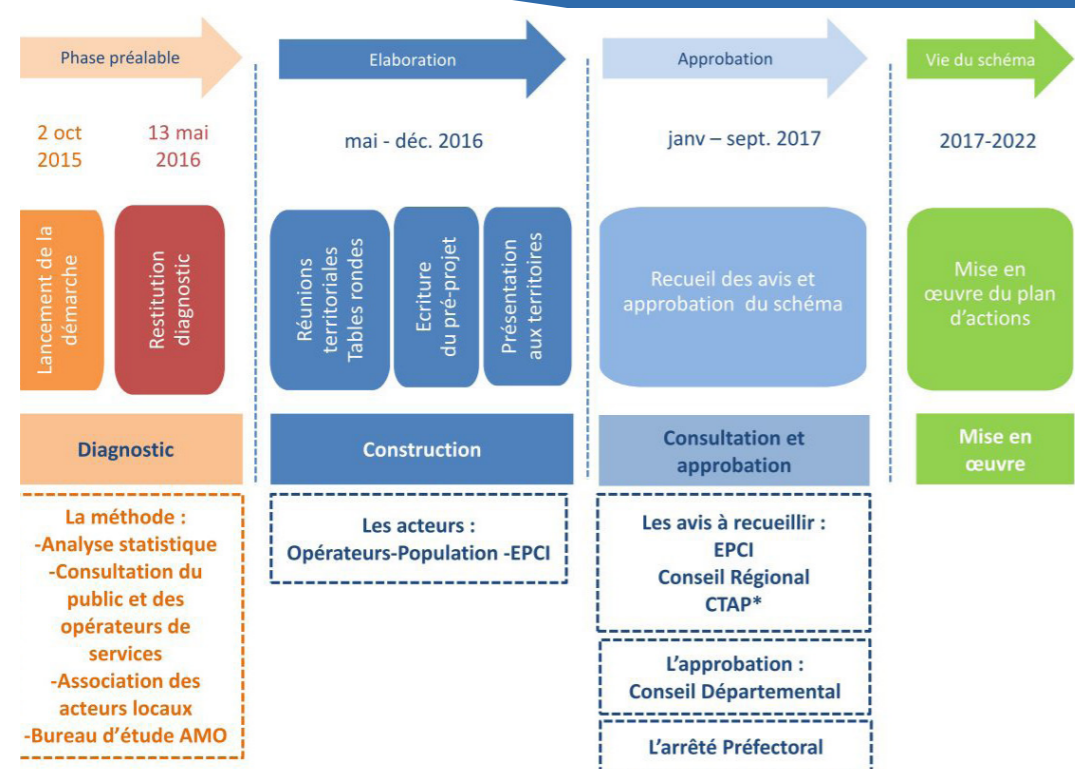 Phase préalable
Elaboration
Approbation
Vie du schéma
2 oct
2015
13 mai
2016
mai - déc. 2016
janv – sept. 2017
2017-2022
Lancement de la
démarche
Restitution
diagnostic
Réunions
territoriales
Tables rondes
Ecriture
du pré-projet
Présentation
aux territoires
Recueil des avis et
approbation du schéma
Mise en
œuvre du plan
d’actions
Diagnostic
Construction
Consultation et
approbation
Mise en
œuvre
La méthode :
-Analyse statistique
-Consultation du
public et des
opérateurs de
services
-Association des
acteurs locaux
-Bureau d’étude AMO
Les acteurs :
Opérateurs-Population -EPCI
Les avis à recueillir :
EPCI
Conseil Régional
CTAP*
L’approbation :
Conseil Départemental
L’arrêté Préfectoral